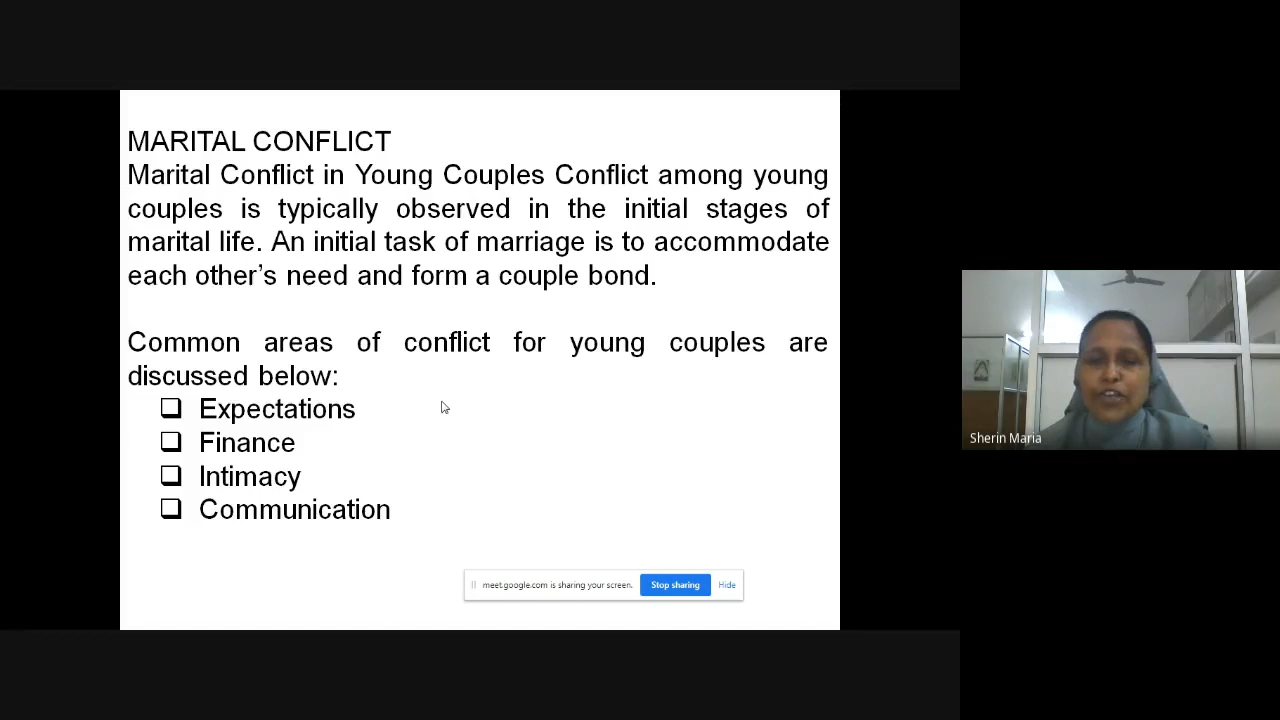 MARITAL CONFLICT
Marital Conflict in Young Couples Conflict among young
couples is typically observed in the initial stages of
marital life. An initial task of marriage is to accommodate
each other’s need and form a couple bond.
Common areas of conflict for young couples are
discussed below:
❑ Expectations
❑ Finance
❑ Intimacy
❑ Communication
meet.google.com is sharing your screen. Stop sharing Hide
Sherin Maria